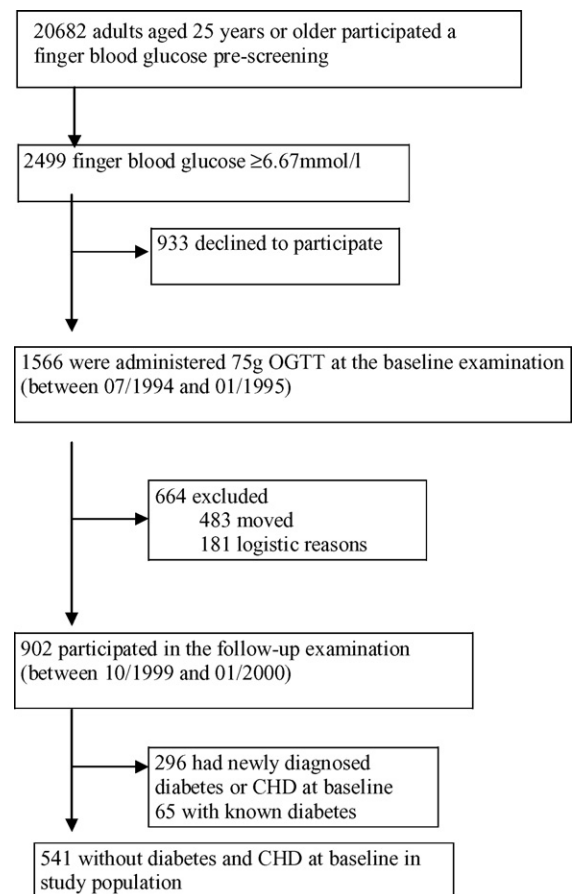 20682 adults aged 25 years or older participated a
finger blood glucose pre-screening
2499 finger blood glucose ≥6.67mmol/l
933 declined to participate
1566 were administered 75g OGTT at the baseline examination
(between 07/1994 and 01/1995)
664 excluded
483 moved
181 logistic reasons
902 participated in the follow-up examination
(between 10/1999 and 01/2000)
296 had newly diagnosed
diabetes or CHD at baseline
65 with known diabetes
541 without diabetes and CHD at baseline in
study population